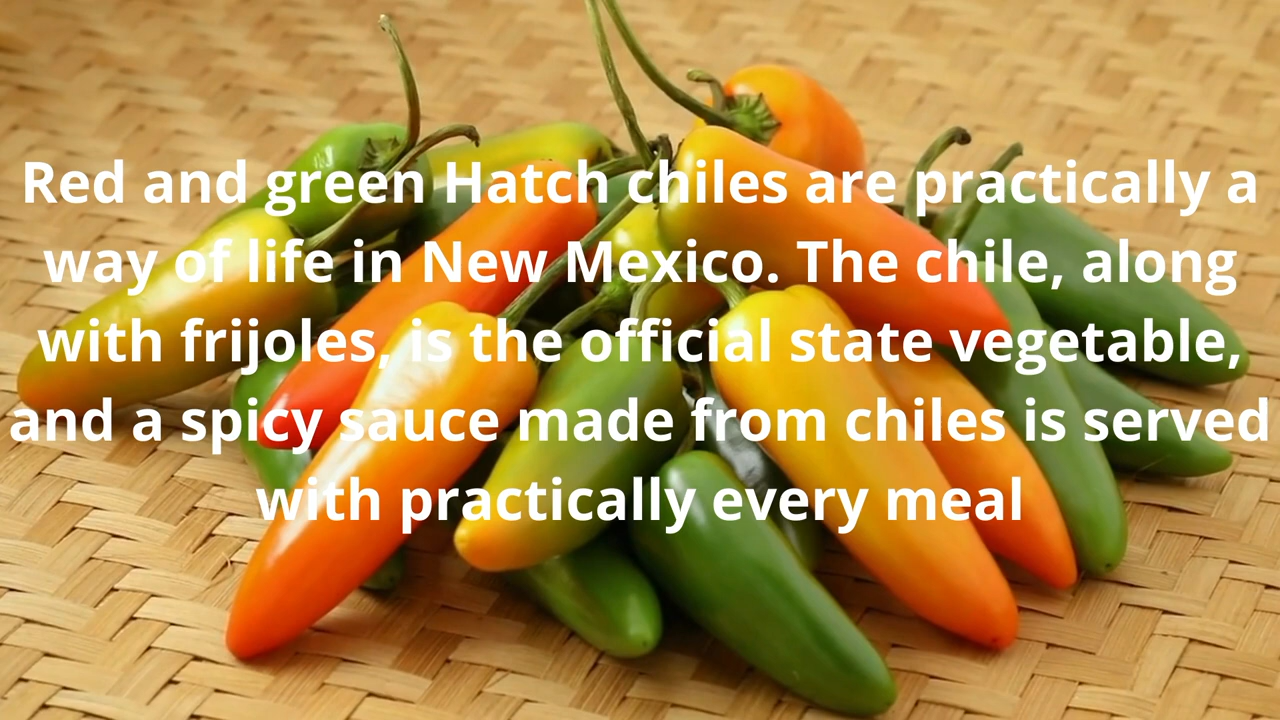 Red and green Hatch chiles are practically a
way of life in New Mexico. The chile, along
with frijoles, is the official state vegetable,
and a spicy sauce made from chiles is served
with practically every meal